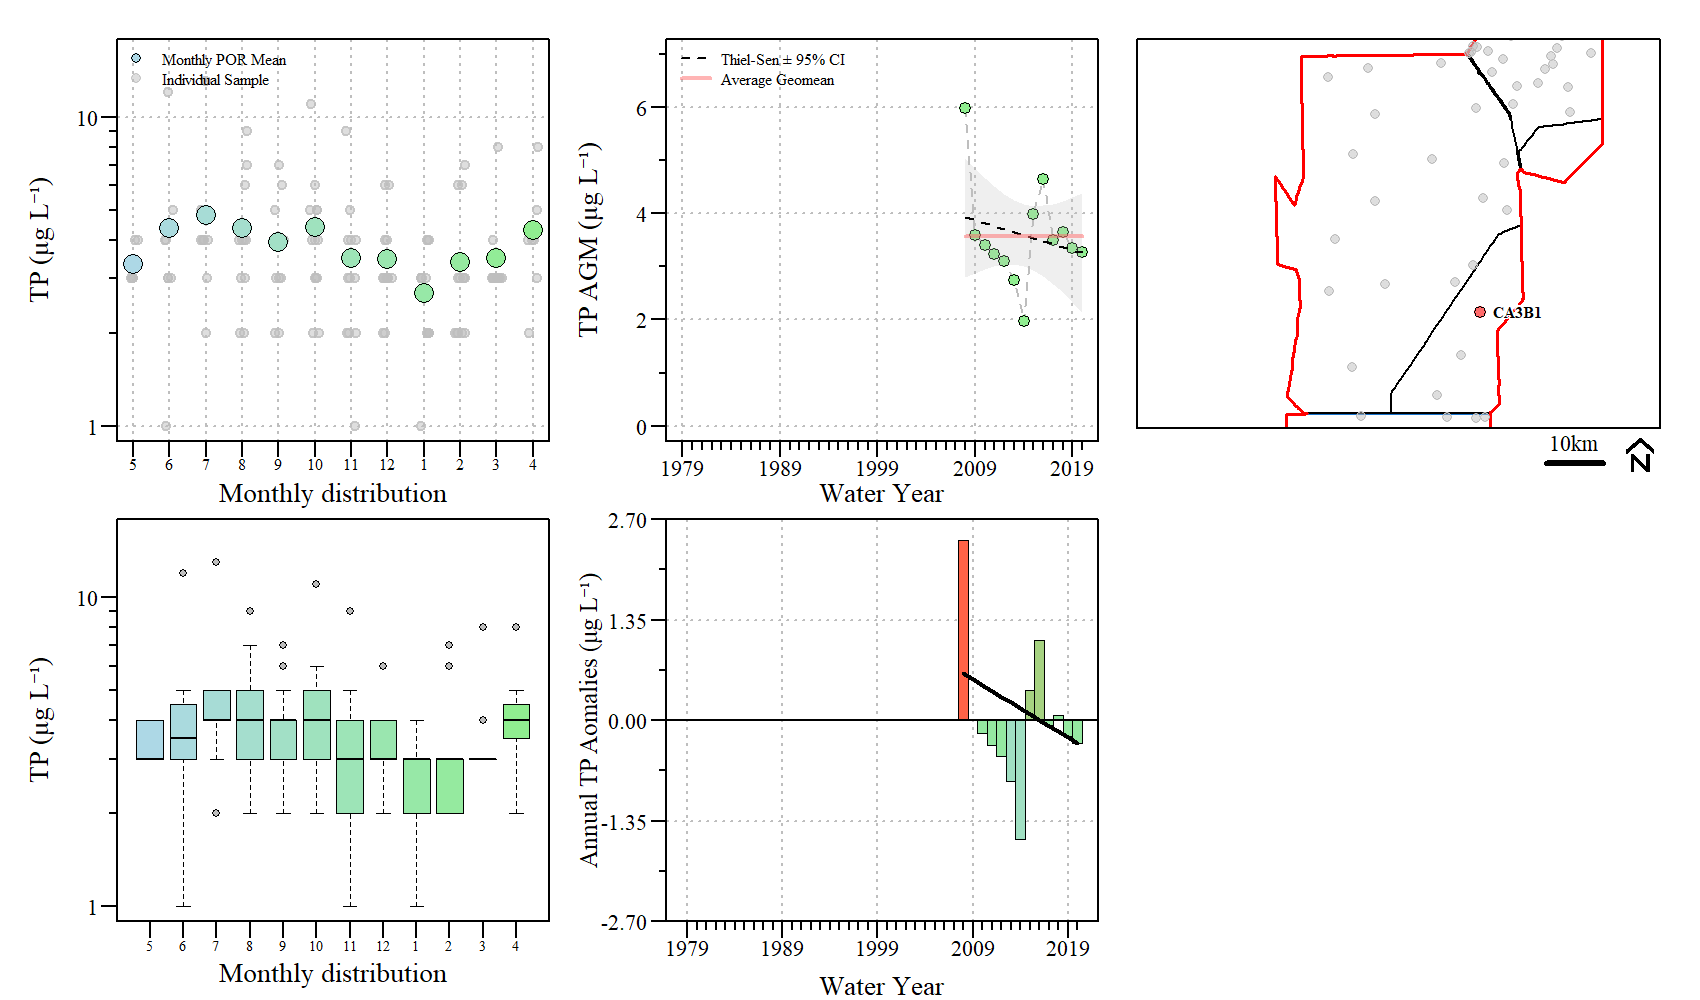 Monthly POR Mean
Individual Sample
10
1
TP (µg L⁻¹)
5 6 7 8 9 10 11 12 1 2 3 4
Monthly distribution
Thiel-Sen ± 95% CI
Average Geomean
6
4
2
0
TP AGM (µg L⁻¹)
1979 1989 1999 2009 2019
Water Year
CA3B1
10km
N
10
1
TP (µg L⁻¹)
5 6 7 8 9 10 11 12 1 2 3 4
Monthly distribution
2.70
1.35
0.00
-1.35
-2.70
Annual TP Aomalies (µg L⁻¹)
1979 1989 1999 2009 2019
Water Year